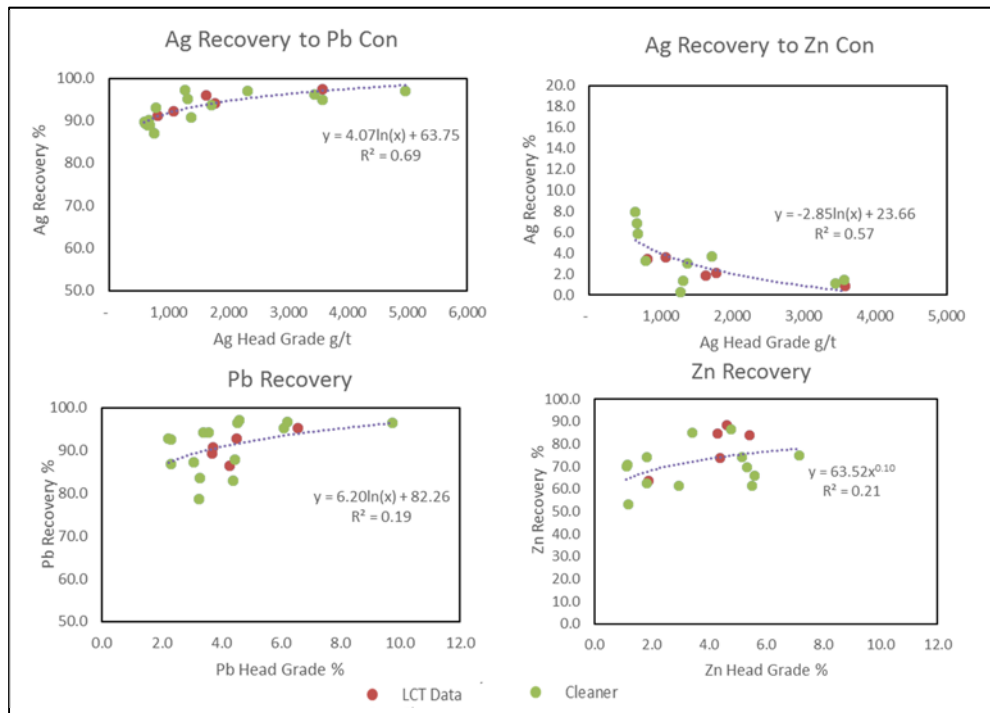 Ag Recovery to Pb Con
Ag Recovery %
100.0
90.0
80.0
70.0
60.0
50.0
y = 4.07ln(x) + 63.75
R² = 0.69
- 1,000 2,000 3,000 4,000 5,000 6,000
Ag Head Grade g/t
Ag Recovery to Zn Con
Ag Recovery %
20.0
18.0
16.0
14.0
12.0
10.0
8.0
6.0
4.0
2.0
0.0
y = -2.85ln(x) + 23.66
R² = 0.57
- 1,000 2,000 3,000 4,000 5,000
Ag Head Grade g/t
Pb Recovery
Pb Recovery %
100.0
90.0
80.0
70.0
60.0
50.0
y = 6.20ln(x) + 82.26
R² = 0.19
0.0 2.0 4.0 6.0 8.0 10.0 12.0
Pb Head Grade %
Zn Recovery
Zn Recovery %
100.0
90.0
80.0
70.0
60.0
50.0
40.0
30.0
20.0
10.0
0.0
y = 63.52x^0.10
R² = 0.21
0.0 2.0 4.0 6.0 8.0 10.0 12.0
Zn Head Grade %
LCT Data
Cleaner